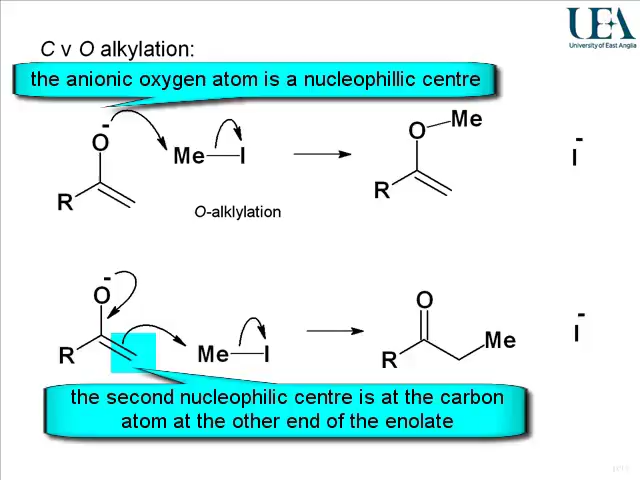 C v O alkylation:
UEA
University of East Anglia
the anionic oxygen atom is a nucleophillic centre
O-
Me—I
R
O-alklylation
O—Me
R
I-
O-
Me—I
R
O
Me
R
I-
the second nucleophilic centre is at the carbon
atom at the other end of the enolate